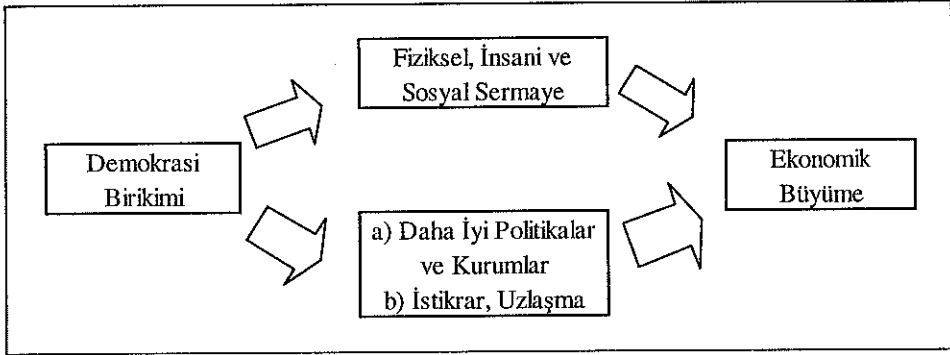 Fiziksel, İnsani ve
Sosyal Sermaye
Demokrasi
Birikimi
Ekonomik
Büyüme
a) Daha İyi Politikalar
ve Kurumlar
b) İstikrar, Uzlaşma